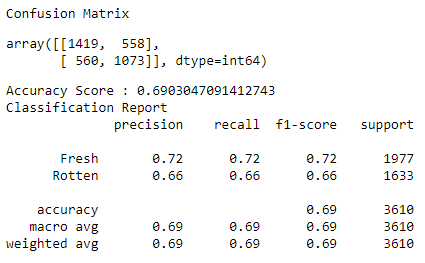 Confusion Matrix
array([[1419,  558],
       [ 560, 1073]], dtype=int64)
Accuracy Score : 0.6903047091412743
Classification Report
              precision    recall  f1-score   support
       Fresh       0.72      0.72      0.72      1977
      Rotten       0.66      0.66      0.66      1633
    accuracy                           0.69      3610
   macro avg       0.69      0.69      0.69      3610
weighted avg       0.69      0.69      0.69      3610